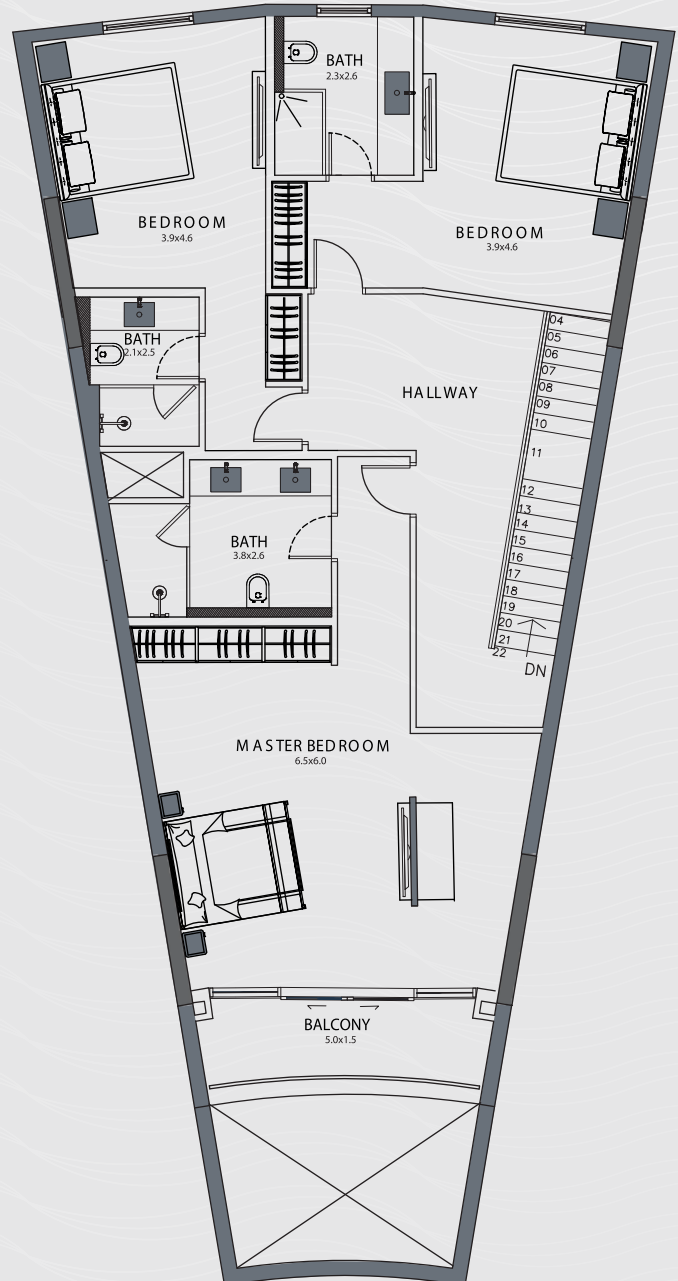 BATH
2.3x2.6
BEDROOM
3.9x4.6
BEDROOM
3.9x4.6
BATH
2.1x2.5
HALLWAY
04
05
06
07
08
09
10
11
12
13
14
15
16
17
18
19
20
21
22
DN
BATH
3.8x2.6
MASTER BEDROOM
6.5x6.0
BALCONY
5.0x1.5